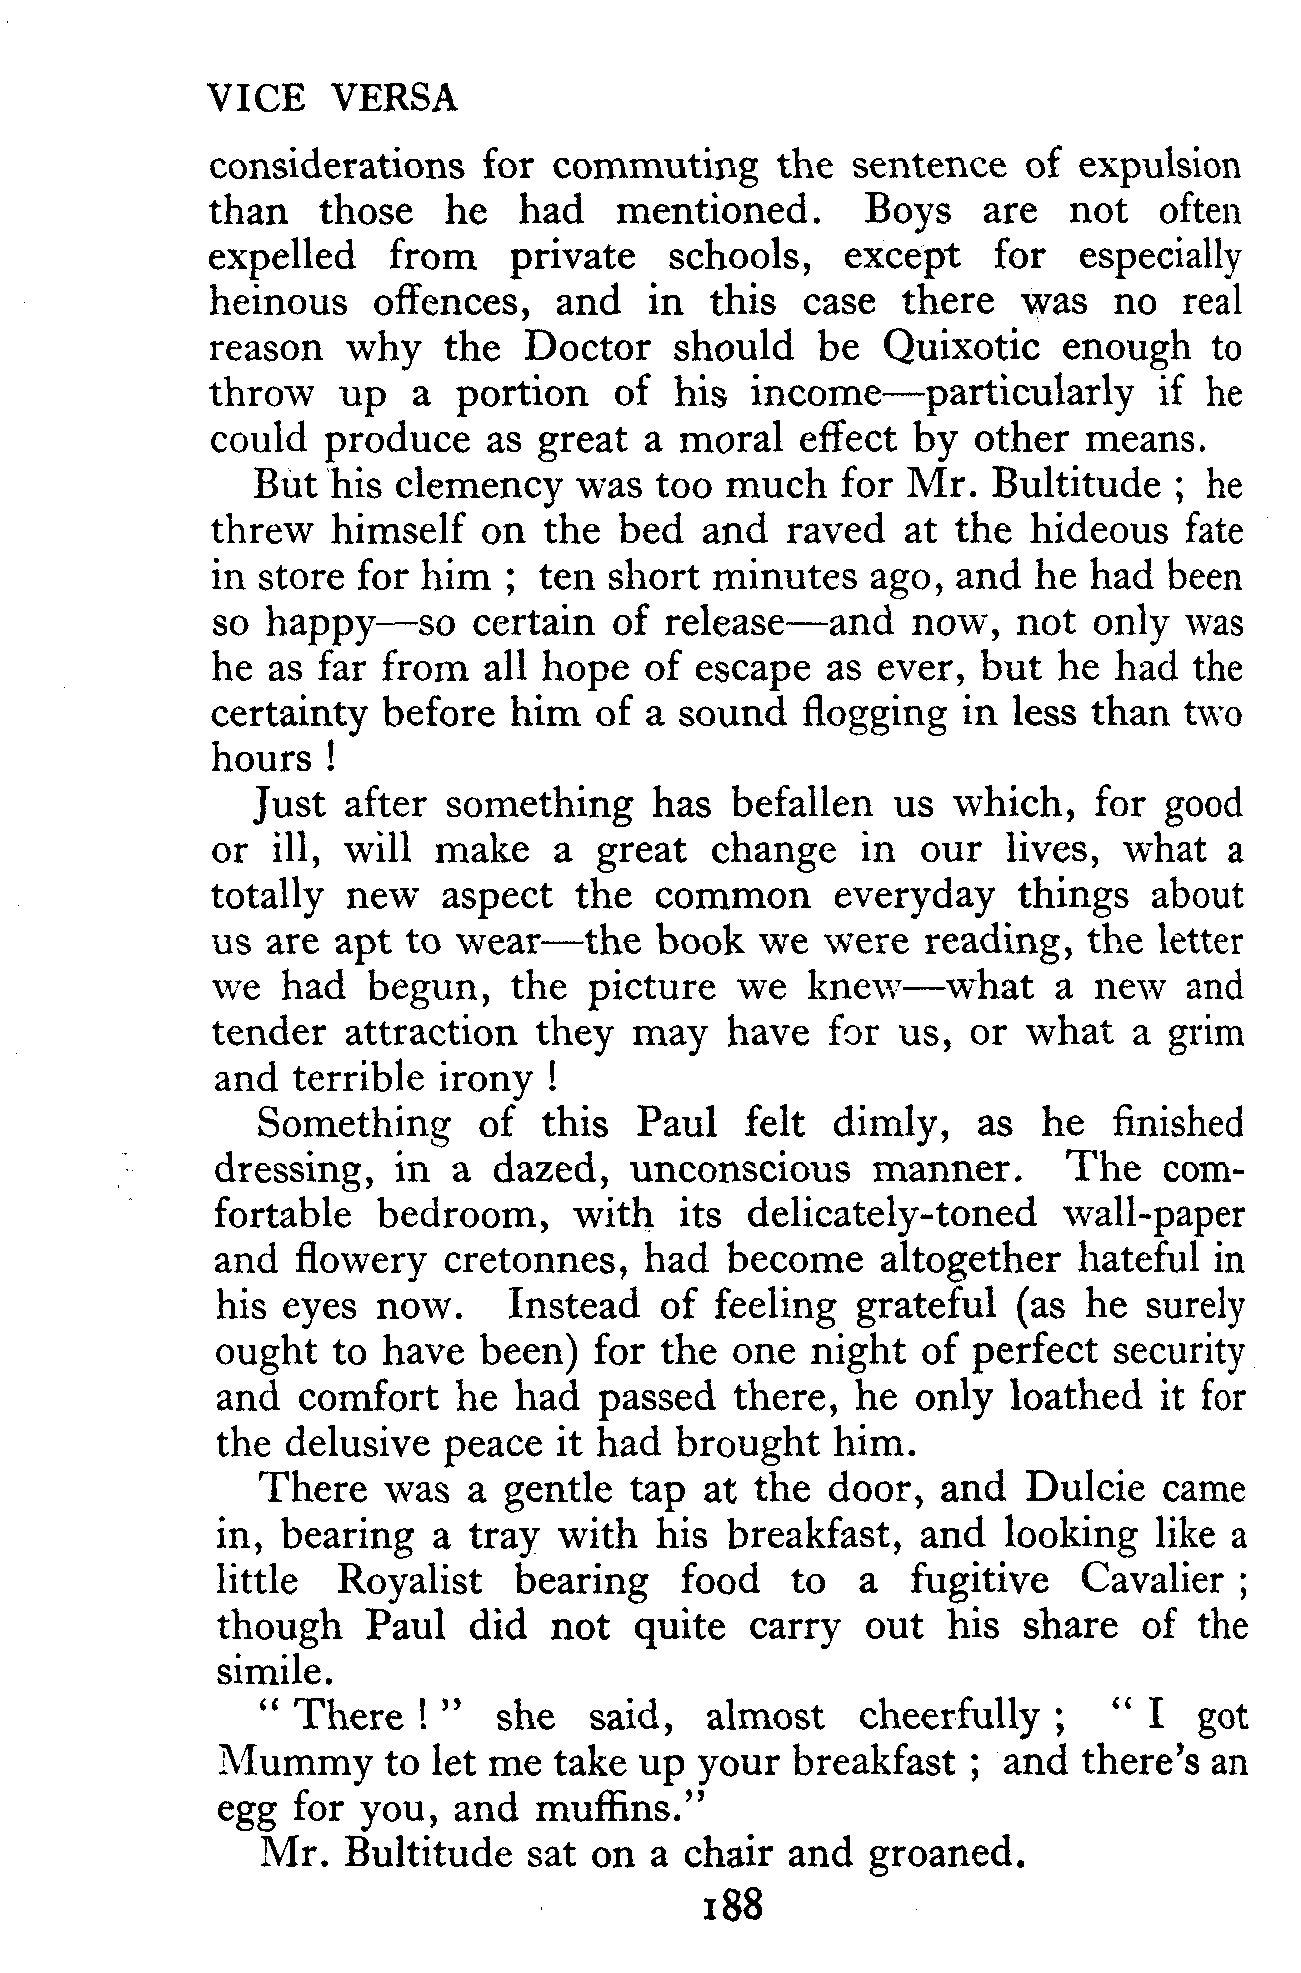 VICE VERSA
considerations for commuting the sentence of expulsion
than those he had mentioned. Boys are not often
expelled from private schools, except for especially
heinous offences, and in this case there was no real
reason why the Doctor should be Quixotic enough to
throw up a portion of his income—particularly if he
could produce as great a moral effect by other means.
But his clemency was too much for Mr. Bultitude ; he
threw himself on the bed and raved at the hideous fate
in store for him ; ten short minutes ago, and he had been
so happy—so certain of release—and now, not only was
he as far from all hope of escape as ever, but he had the
certainty before him of a sound flogging in less than two
hours !
Just after something has befallen us which, for good
or ill, will make a great change in our lives, what a
totally new aspect the common everyday things about
us are apt to wear—the book we were reading, the letter
we had begun, the picture we knew—what a new and
tender attraction they may have for us, or what a grim
and terrible irony !
Something of this Paul felt dimly, as he finished
dressing, in a dazed, unconscious manner. The com-
fortable bedroom, with its delicately-toned wall-paper
and flowery cretonnes, had become altogether hateful in
his eyes now. Instead of feeling grateful (as he surely
ought to have been) for the one night of perfect security
and comfort he had passed there, he only loathed it for
the delusive peace it had brought him.
There was a gentle tap at the door, and Dulcie came
in, bearing a tray with his breakfast, and looking like a
little Royalist bearing food to a fugitive Cavalier ;
though Paul did not quite carry out his share of the
simile.
“ There ! ” she said, almost cheerfully ; “ I got
Mummy to let me take up your breakfast ; and there's an
egg for you, and muffins.”
Mr. Bultitude sat on a chair and groaned.
188